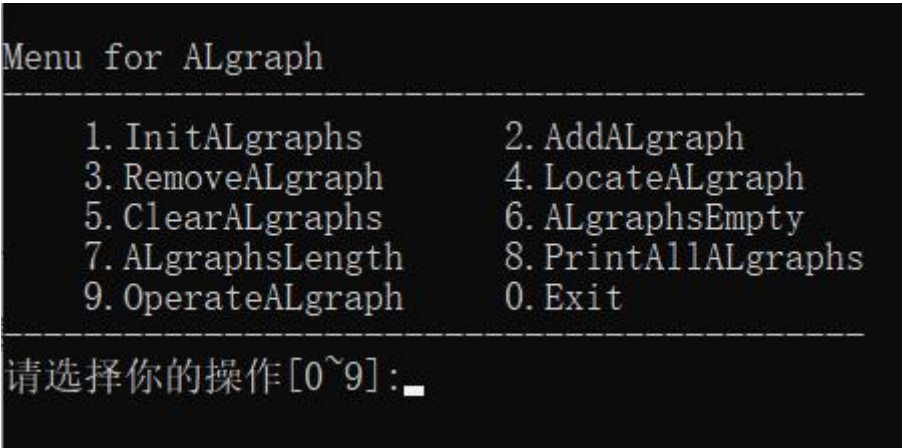 Menu for ALgraph
-------------------------------------------
1.InitALgraphs 2.AddALgraph
3.RemoveALgraph 4.LocateALgraph
5.ClearALgraphs 6.ALgraphsEmpty
7.ALgraphsLength 8.PrintAllALgraphs
9.OperateALgraph 0.Exit
-------------------------------------------
请选择你的操作[0~9]: